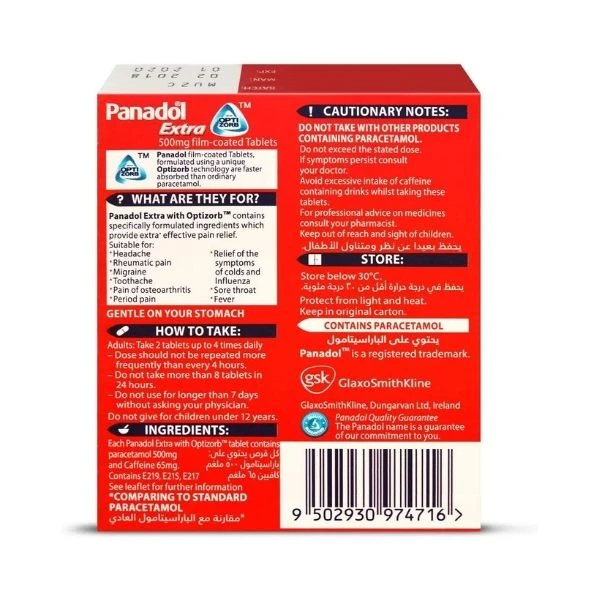 MUZC
02 2018
01 2020
BATCH:
MAN:
EXP:
Panadol
Extra
OPTI
ZORB
TM
500mg film-coated Tablets
OPTI
ZORB
TM
Panadol film-coated Tablets,
formulated using a unique
Optizorb technology are faster
absorbed than ordinary
paracetamol.
? WHAT ARE THEY FOR?
Panadol Extra with Optizorb™ contains
specifically formulated ingredients which
provide extra* effective pain relief.
Suitable for:
*Headache
*Rheumatic pain
*Migraine
*Toothache
*Pain of osteoarthritis
*Period pain
*Relief of the
symptoms
of colds and
Influenza
*Sore throat
*Fever
GENTLE ON YOUR STOMACH
HOW TO TAKE:
Adults: Take 2 tablets up to 4 times daily
– Dose should not be repeated more
frequently than every 4 hours.
– Do not take more than 8 tablets in
24 hours.
– Do not use for longer than 7 days
without asking your physician.
Do not give for children under 12 years.
INGREDIENTS:
Each Panadol Extra with Optizorb™ tablet contains
paracetamol 500mg
and Caffeine 65mg.
Contains E219, E215, E217
كل قرص يحتوي على:
باراسيتامول ٥٠٠ ملغم
كافيين ٦٥ ملغم
See leaflet for further information
*COMPARING TO STANDARD
PARACETAMOL
*مقارنة مع الباراسيتامول العادي
! CAUTIONARY NOTES:
DO NOT TAKE WITH OTHER PRODUCTS
CONTAINING PARACETAMOL.
Do not exceed the stated dose.
If symptoms persist consult
your doctor.
Avoid excessive intake of caffeine
containing drinks whilst taking these
tablets.
For professional advice on medicines
consult your pharmacist.
Keep out of reach and sight of children.
يحفظ بعيدا عن نظر ومتناول الأطفال.
STORE:
Store below 30°C.
يحفظ في درجة حرارة أقل من ٣٠ درجة مئوية.
Protect from light and heat.
Keep in original carton.
CONTAINS PARACETAMOL
يحتوي على الباراسيتامول
Panadol™ is a registered trademark.
gsk GlaxoSmithKline
GlaxoSmithKline, Dungarvan Ltd, Ireland
Panadol Quality Guarantee
The Panadol name is a guarantee
of our commitment to you.
9 502930 974716 >